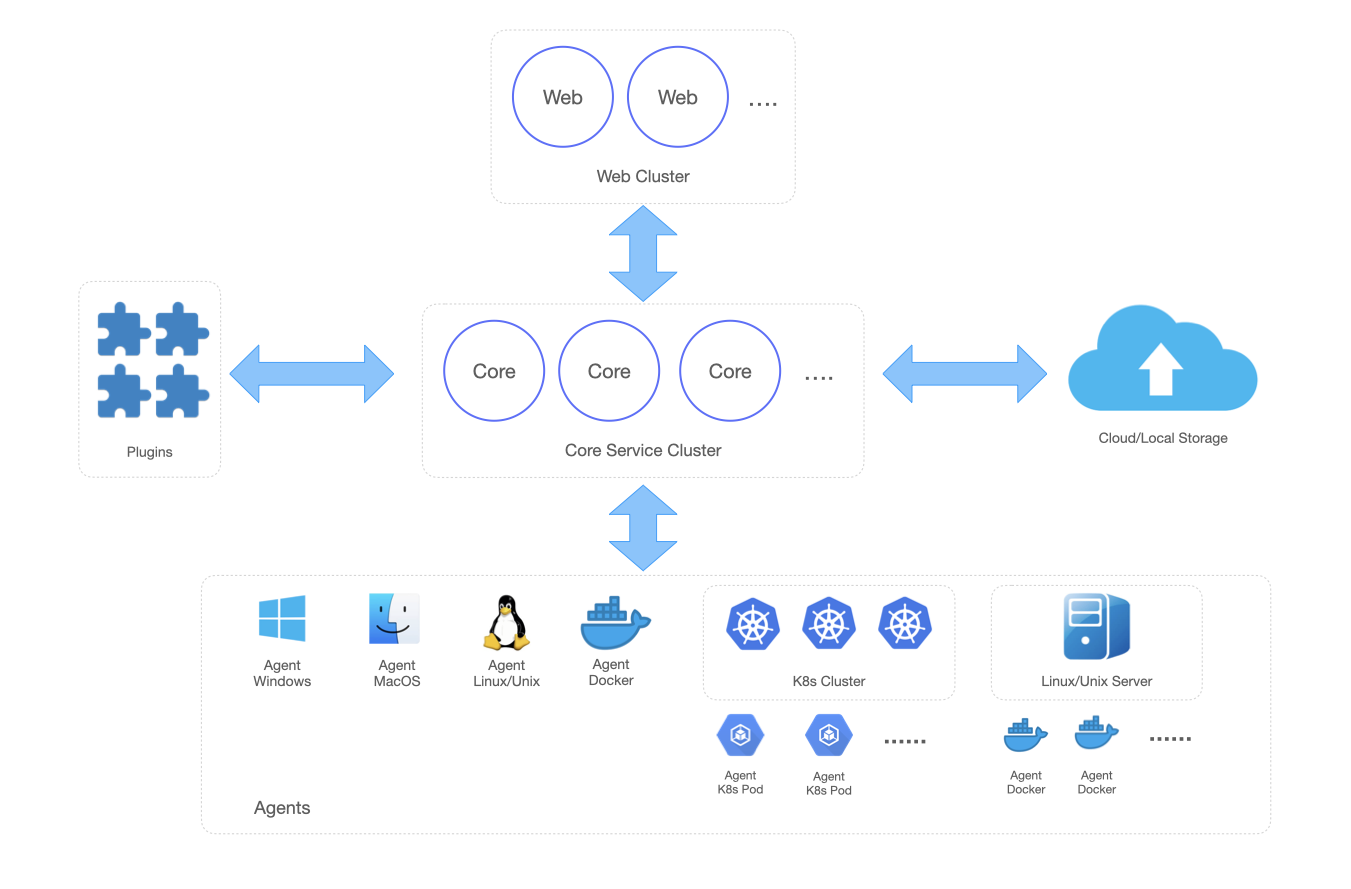 Web
Web
....
Web Cluster
Plugins
Core
Core
Core
....
Core Service Cluster
Cloud/Local Storage
Agent
Windows
Agent
MacOS
Agent
Linux/Unix
Agent
Docker
K8s Cluster
Linux/Unix Server
Agent
K8s Pod
Agent
K8s Pod
......
Agent
Docker
Agent
Docker
......
Agents